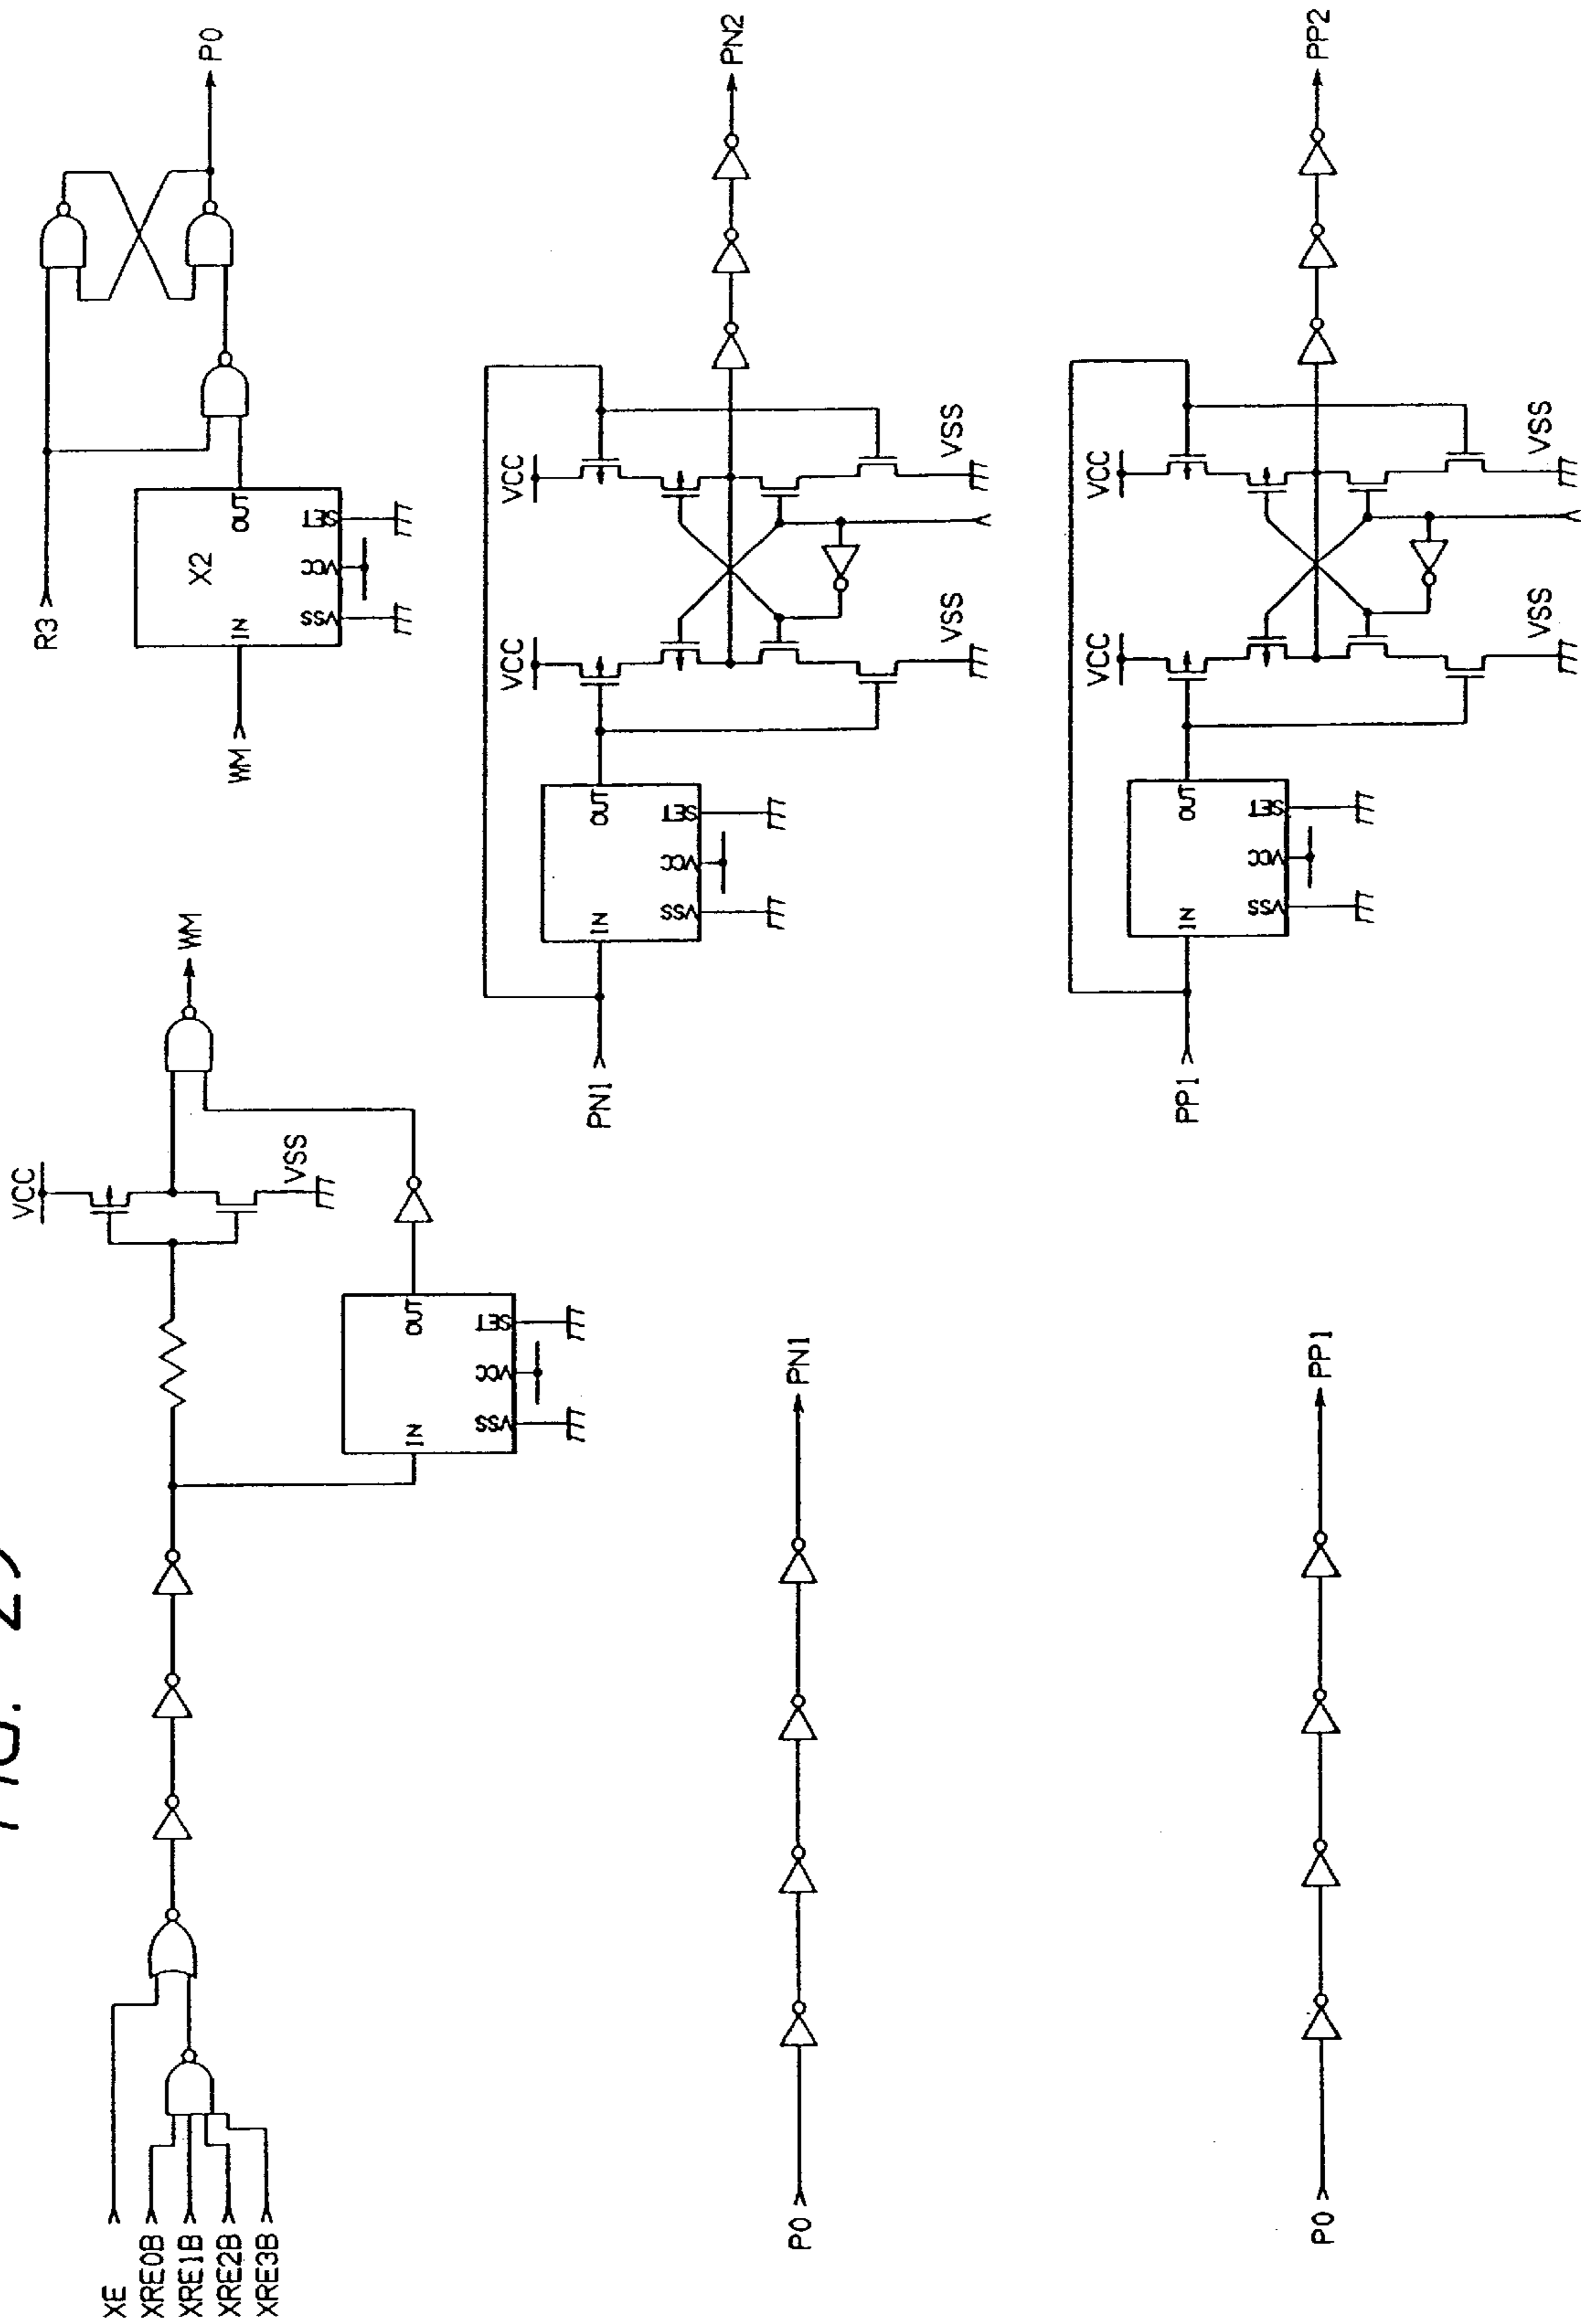 FIG. 29
XE
XRE0B
XRE1B
XRE2B
XRE3B
VCC
VSS
WM
IN
OUT
VSS
VCC
SET
R3
WM
X2
IN
OUT
VSS
VCC
SET
P0
P0
PN1
PN1
IN
OUT
VSS
VCC
SET
VCC
VCC
VSS
VSS
PN2
P0
PP1
PP1
IN
OUT
VSS
VCC
SET
VCC
VCC
VSS
VSS
PP2